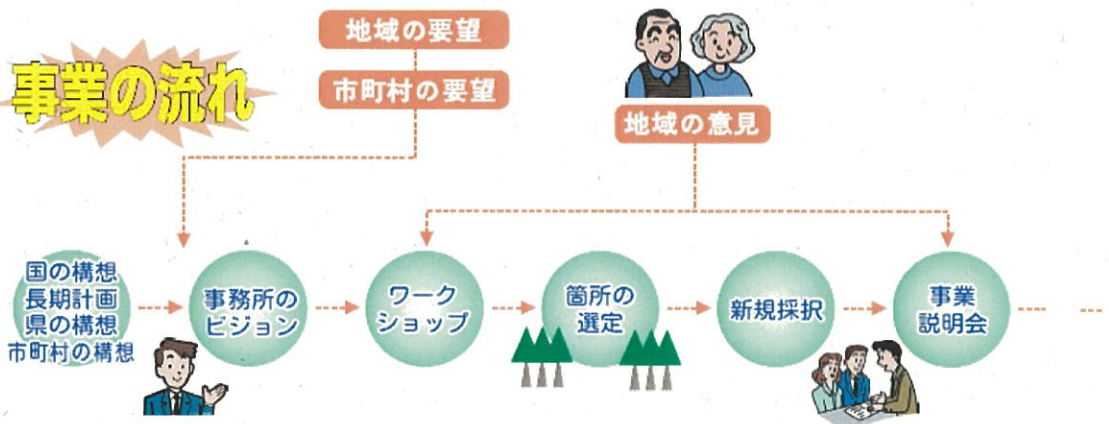 事業の流れ
地域の要望
市町村の要望
地域の意見
国の構想
長期計画
県の構想
市町村の構想
事務所の
ビジョン
ワーク
ショップ
箇所の
選定
新規採択
事業
説明会